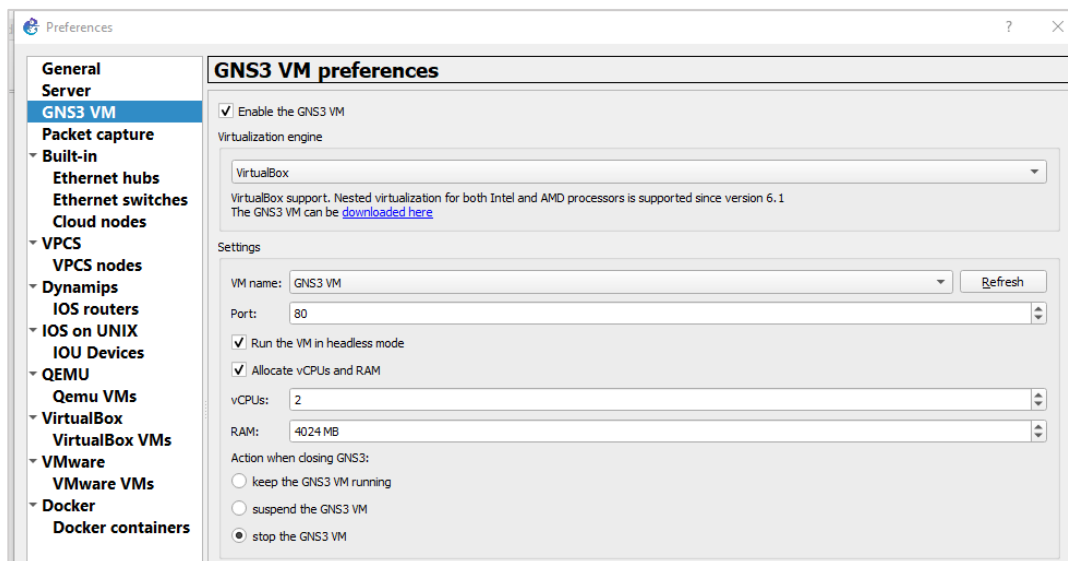 Preferences
General
Server
GNS3 VM
Packet capture
Built-in
Ethernet hubs
Ethernet switches
Cloud nodes
VPCS
VPCS nodes
Dynamips
IOS routers
IOS on UNIX
IOU Devices
QEMU
Qemu VMs
VirtualBox
VirtualBox VMs
VMware
VMware VMs
Docker
Docker containers
GNS3 VM preferences
Enable the GNS3 VM
Virtualization engine
VirtualBox
VirtualBox support. Nested virtualization for both Intel and AMD processors is supported since version 6.1
The GNS3 VM can be downloaded here
Settings
VM name: GNS3 VM Refresh
Port: 80
Run the VM in headless mode
Allocate vCPUs and RAM
vCPUs: 2
RAM: 4024 MB
Action when closing GNS3:
keep the GNS3 VM running
suspend the GNS3 VM
stop the GNS3 VM